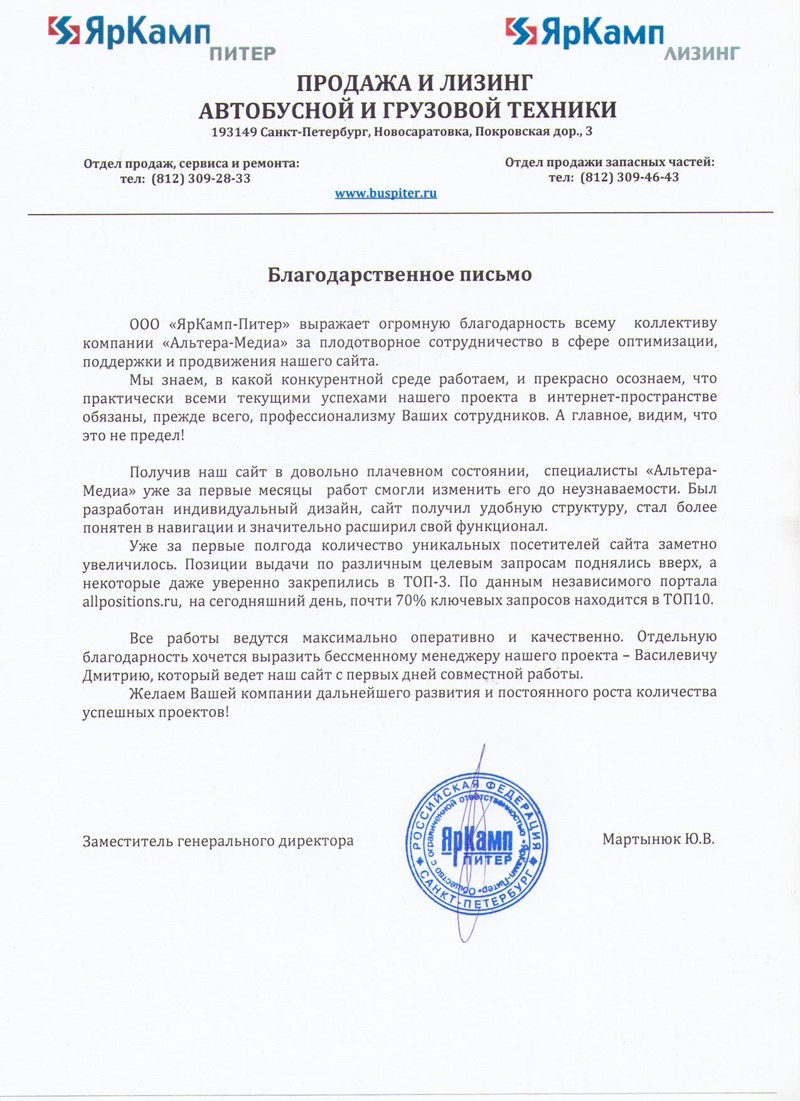 ЯрКамп
ПИТЕР
ЯрКамп
ЛИЗИНГ
ПРОДАЖА И ЛИЗИНГ
АВТОБУСНОЙ И ГРУЗОВОЙ ТЕХНИКИ
193149 Санкт-Петербург, Новосаратовка, Покровская дор., 3
Отдел продаж, сервиса и ремонта:
тел: (812) 309-28-33
Отдел продажи запасных частей:
тел: (812) 309-46-43
www.buspiter.ru
Благодарственное письмо
ООО «ЯрКамп-Питер» выражает огромную благодарность всему коллективу
компании «Альтера-Медиа» за плодотворное сотрудничество в сфере оптимизации,
поддержки и продвижения нашего сайта.
Мы знаем, в какой конкурентной среде работаем, и прекрасно осознаем, что
практически всеми текущими успехами нашего проекта в интернет-пространстве
обязаны, прежде всего, профессионализму Ваших сотрудников. А главное, видим, что
это не предел!
Получив наш сайт в довольно плачевном состоянии, специалисты «Альтера-
Медиа» уже за первые месяцы работ смогли изменить его до неузнаваемости. Был
разработан индивидуальный дизайн, сайт получил удобную структуру, стал более
понятен в навигации и значительно расширил свой функционал.
Уже за первые полгода количество уникальных посетителей сайта заметно
увеличилось. Позиции выдачи по различным целевым запросам поднялись вверх, а
некоторые даже уверенно закрепились в ТОП-3. По данным независимого портала
allpositions.ru, на сегодняшний день, почти 70% ключевых запросов находится в ТОП10.
Все работы ведутся максимально оперативно и качественно. Отдельную
благодарность хочется выразить бессменному менеджеру нашего проекта – Василевичу
Дмитрию, который ведет наш сайт с первых дней совместной работы.
Желаем Вашей компании дальнейшего развития и постоянного роста количества
успешных проектов!
Заместитель генерального директора
РОССИЙСКАЯ ФЕДЕРАЦИЯ
САНКТ-ПЕТЕРБУРГ
Общество с ограниченной ответственностью «ЯрКамп-Питер»
ЯрКамп
ПИТЕР
Мартынюк Ю.В.